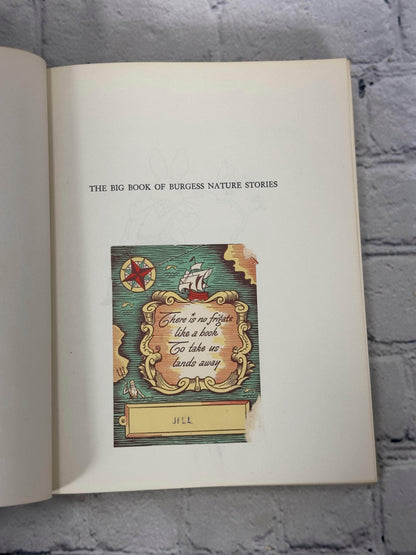 THE BIG BOOK OF BURGESS NATURE STORIES
There is no frigate
like a book
To take us
lands away
JILL